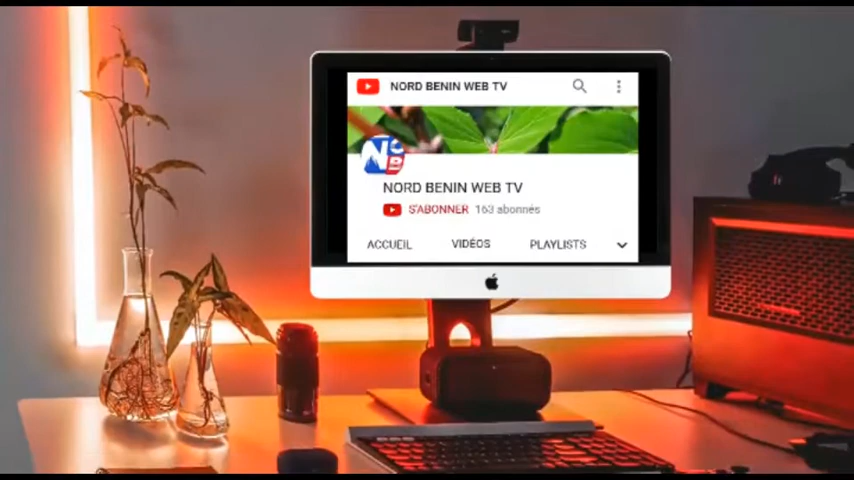 NORD BENIN WEB TV
NORD BENIN WEB TV
S'ABONNER 163 abonnés
ACCUEIL VIDÉOS PLAYLISTS